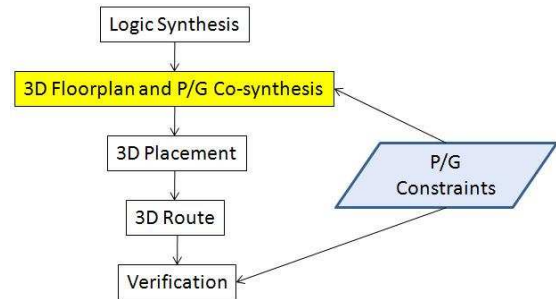 Logic Synthesis
3D Floorplan and P/G Co-synthesis
3D Placement
P/G
Constraints
3D Route
Verification